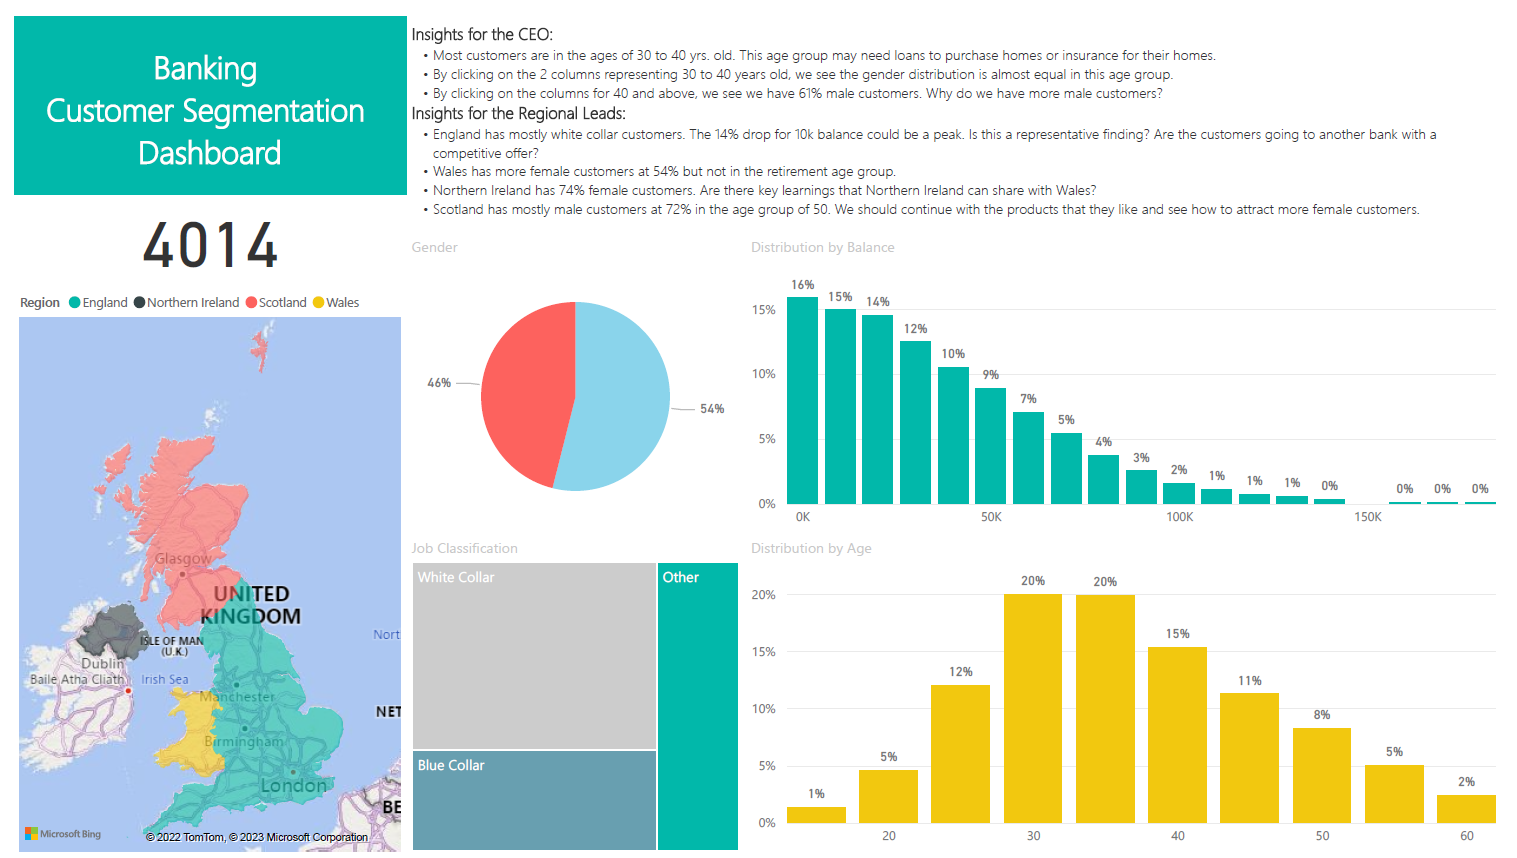 Banking
Customer Segmentation
Dashboard
Insights for the CEO:
• Most customers are in the ages of 30 to 40 yrs. old. This age group may need loans to purchase homes or insurance for their homes.
• By clicking on the 2 columns representing 30 to 40 years old, we see the gender distribution is almost equal in this age group.
• By clicking on the columns for 40 and above, we see we have 61% male customers. Why do we have more male customers?
Insights for the Regional Leads:
• England has mostly white collar customers. The 14% drop for 10k balance could be a peak. Is this a representative finding? Are the customers going to another bank with a
competitive offer?
• Wales has more female customers at 54% but not in the retirement age group.
• Northern Ireland has 74% female customers. Are there key learnings that Northern Ireland can share with Wales?
• Scotland has mostly male customers at 72% in the age group of 50. We should continue with the products that they like and see how to attract more female customers.
4014
Region England Northern Ireland Scotland Wales
Glasgow
UNITED
KINGDOM
ISLE OF MAN
(U.K.)
Nort
Dublin
Baile Atha Cliath
Irish Sea
Manchester
NET
Birmingham
London
BE
Microsoft Bing
© 2022 TomTom, © 2023 Microsoft Corporation
Gender
46%
54%
Distribution by Balance
16% 15% 14% 12% 10% 9% 7% 5% 4% 3% 2% 1% 1% 1% 0% 0% 0% 0%
15%
10%
5%
0%
0K 50K 100K 150K
Job Classification
White Collar
Other
Blue Collar
Distribution by Age
1% 5% 12% 20% 20% 15% 11% 8% 5% 2%
20%
15%
10%
5%
0%
20 30 40 50 60